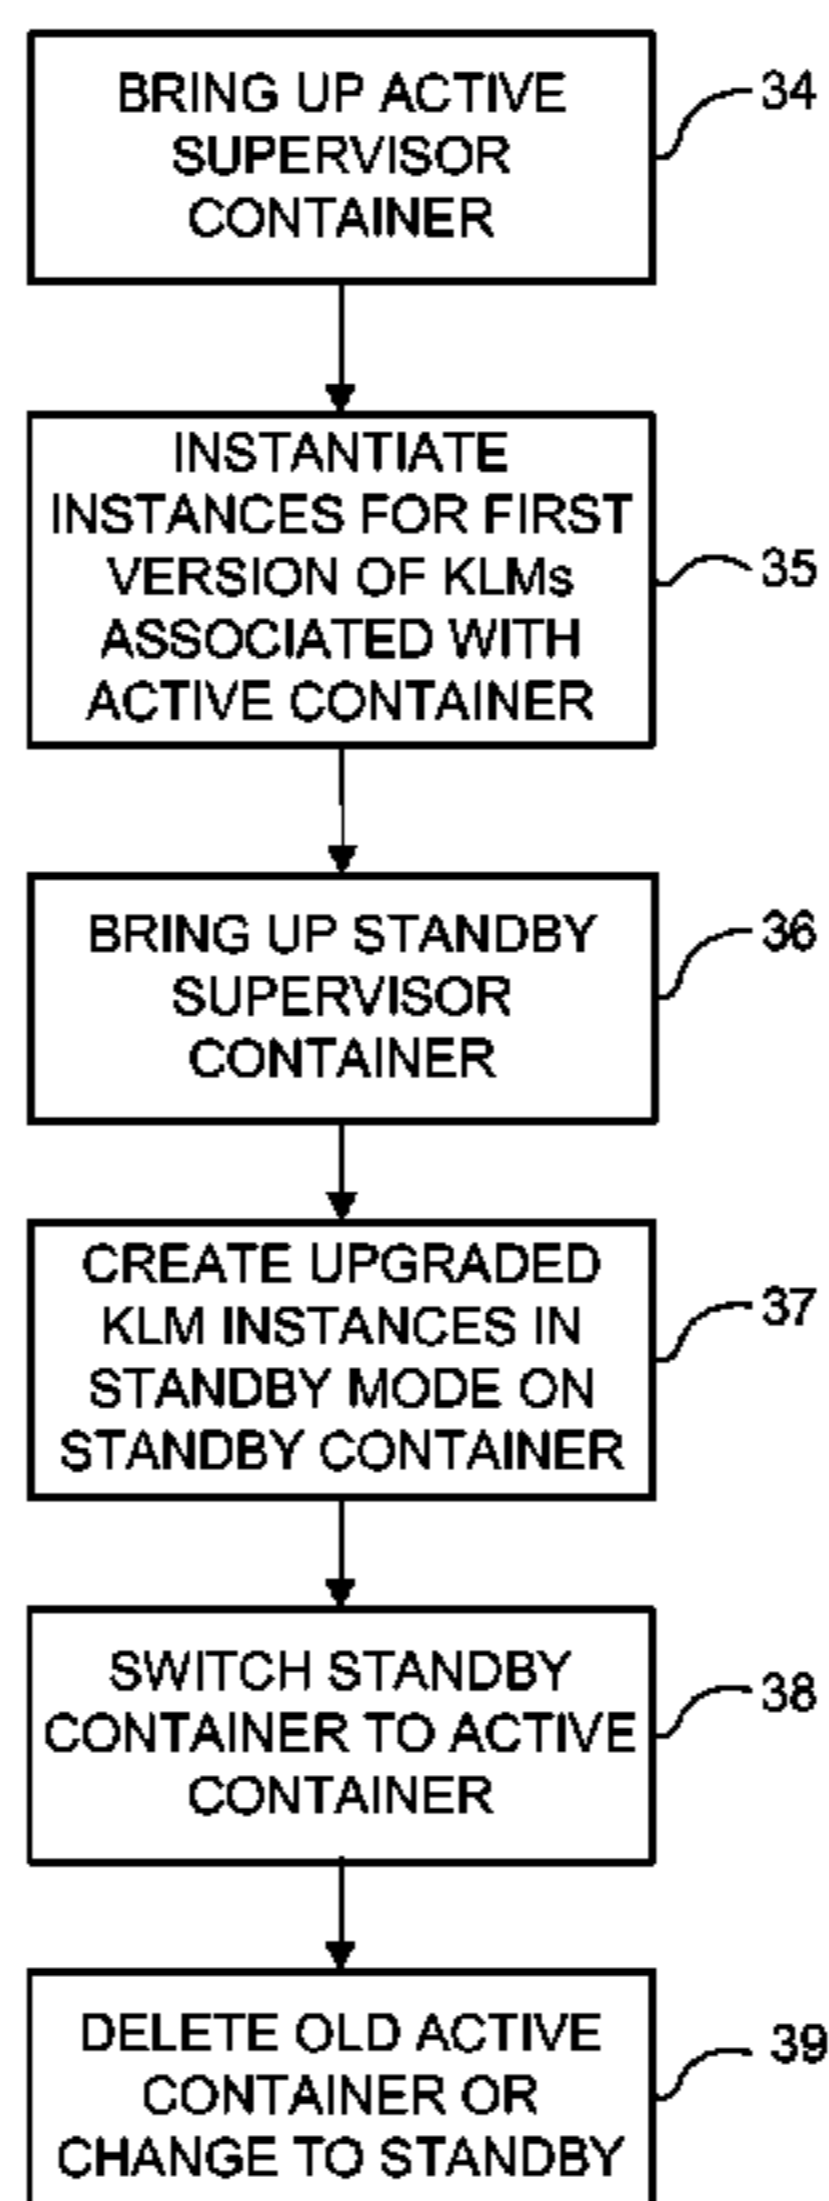 BRING UP ACTIVE
SUPERVISOR
CONTAINER
34
INSTANTIATE
INSTANCES FOR FIRST
VERSION OF KLMs
ASSOCIATED WITH
ACTIVE CONTAINER
35
BRING UP STANDBY
SUPERVISOR
CONTAINER
36
CREATE UPGRADED
KLM INSTANCES IN
STANDBY MODE ON
STANDBY CONTAINER
37
SWITCH STANDBY
CONTAINER TO ACTIVE
CONTAINER
38
DELETE OLD ACTIVE
CONTAINER OR
CHANGE TO STANDBY
39